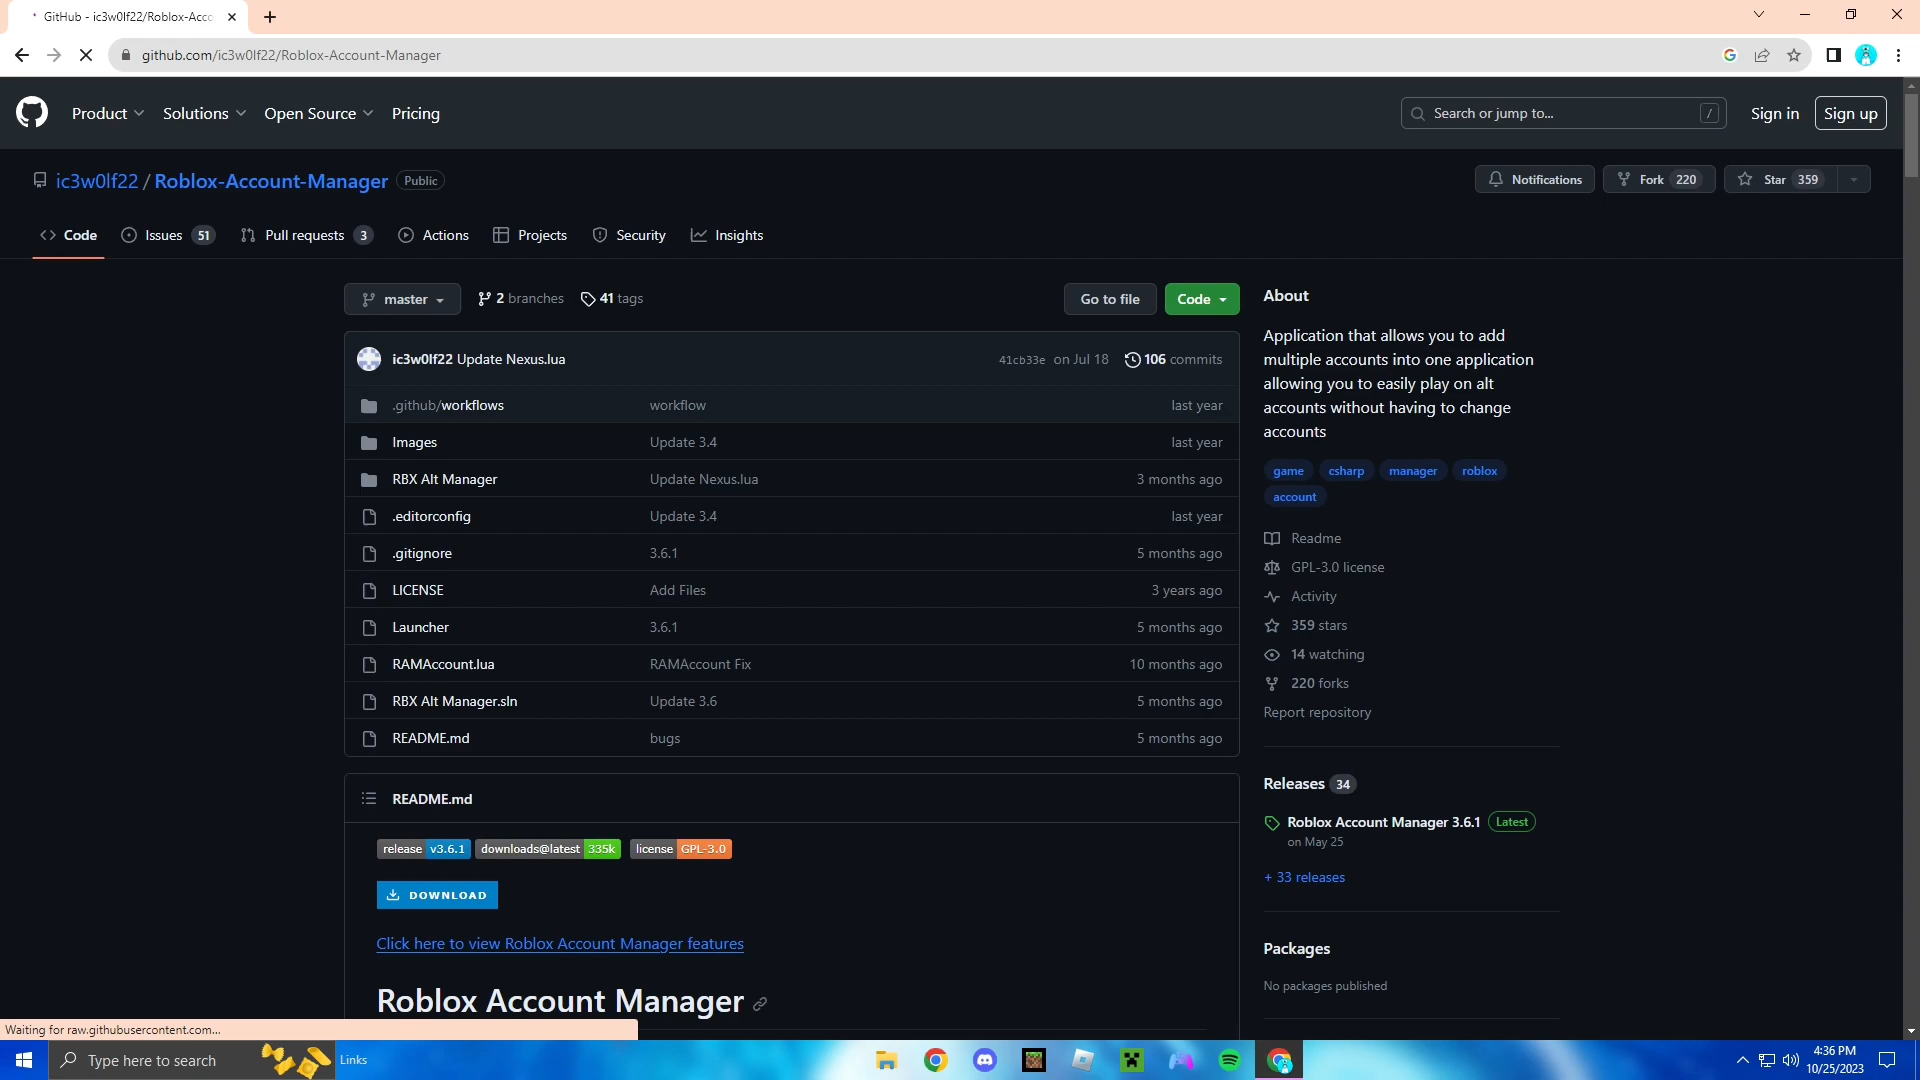 GitHub - ic3w0lf22/Roblox-Acco
github.com/ic3w0lf22/Roblox-Account-Manager
Product Solutions Open Source Pricing
Search or jump to... /
Sign in Sign up
ic3w0lf22 / Roblox-Account-Manager Public
Notifications Fork 220 Star 359
Code Issues 51 Pull requests 3 Actions Projects Security Insights
master 2 branches 41 tags
Go to file Code
ic3w0lf22 Update Nexus.lua 41cb33e on Jul 18 106 commits
.github/workflows workflow last year
Images Update 3.4 last year
RBX Alt Manager Update Nexus.lua 3 months ago
.editorconfig Update 3.4 last year
.gitignore 3.6.1 5 months ago
LICENSE Add Files 3 years ago
Launcher 3.6.1 5 months ago
RAMAccount.lua RAMAccount Fix 10 months ago
RBX Alt Manager.sln Update 3.6 5 months ago
README.md bugs 5 months ago
README.md
release v3.6.1 downloads@latest 335k license GPL-3.0
DOWNLOAD
Click here to view Roblox Account Manager features
Roblox Account Manager
About
Application that allows you to add
multiple accounts into one application
allowing you to easily play on alt
accounts without having to change
accounts
game csharp manager roblox
account
Readme
GPL-3.0 license
Activity
359 stars
14 watching
220 forks
Report repository
Releases 34
Roblox Account Manager 3.6.1 Latest
on May 25
+ 33 releases
Packages
No packages published
Waiting for raw.githubusercontent.com...
Type here to search
Links
4:36 PM
10/25/2023